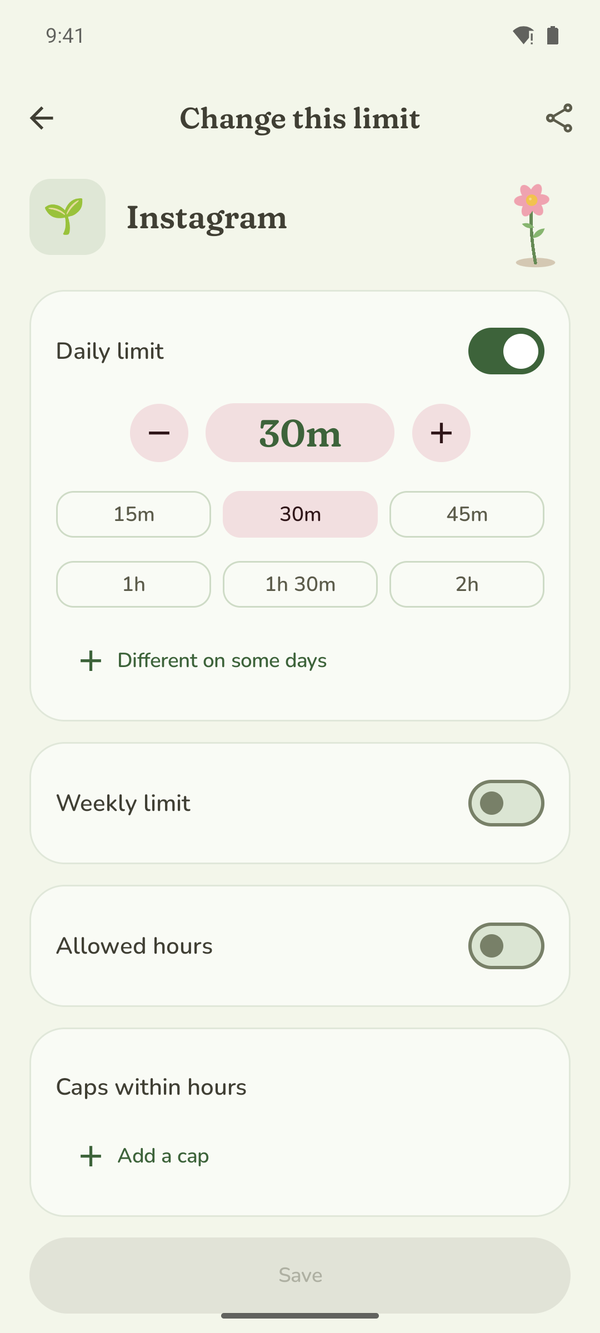 9:41
Change this limit
Instagram
Daily limit
30m
15m
30m
45m
1h
1h 30m
2h
Different on some days
Weekly limit
Allowed hours
Caps within hours
Add a cap
Save